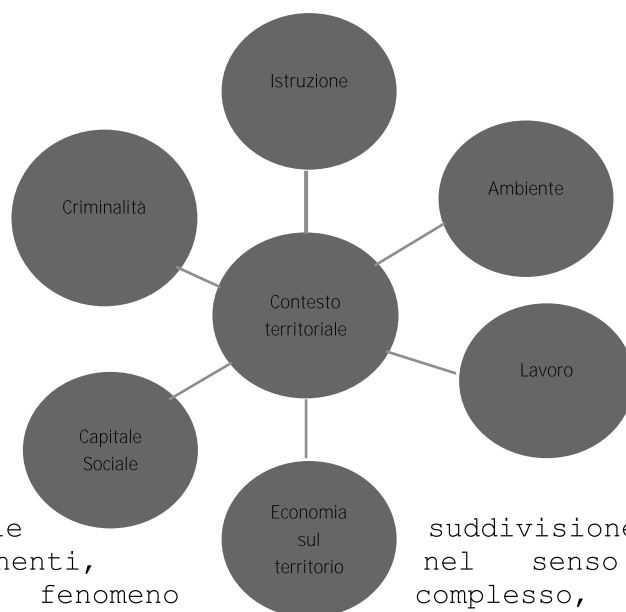 Istruzione
Ambiente
Criminalità
Contesto
territoriale
Lavoro
Capitale
Sociale
Economia
sul
territorio
suddivisione
nel senso
fenomeno complesso,